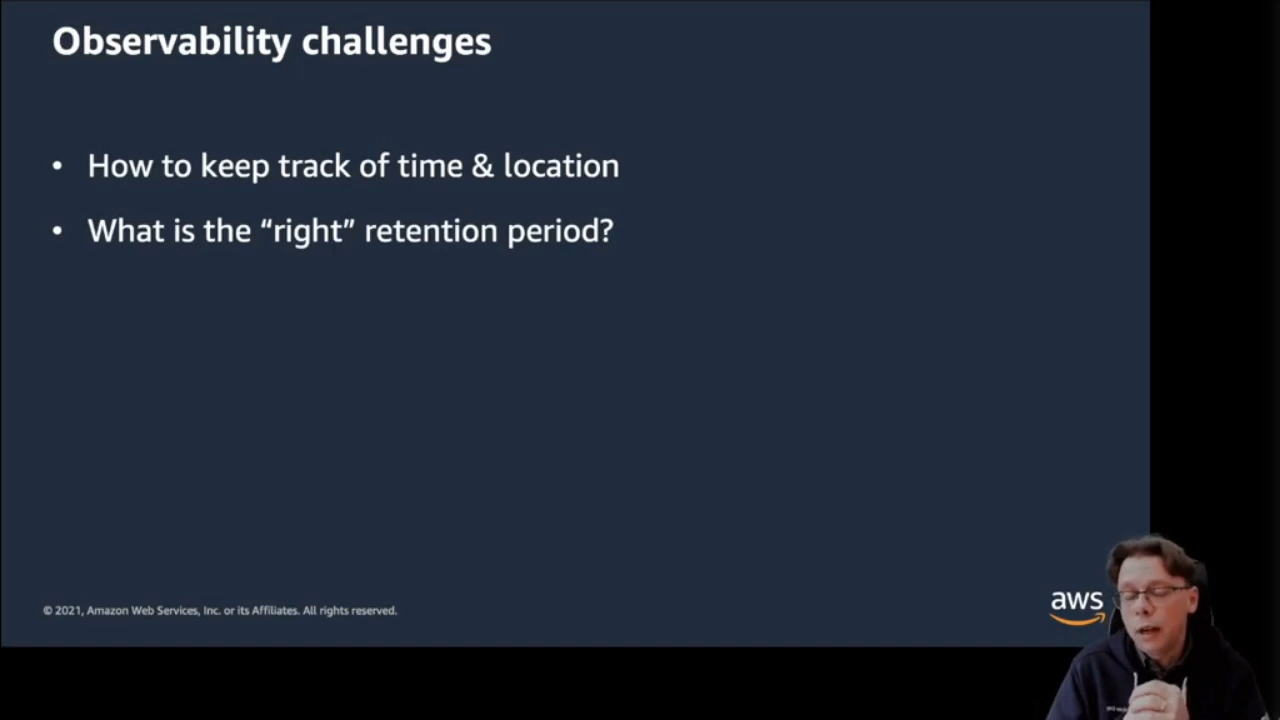 Observability challenges
• How to keep track of time & location
• What is the “right” retention period?
© 2021, Amazon Web Services, Inc. or its Affiliates. All rights reserved.
aws